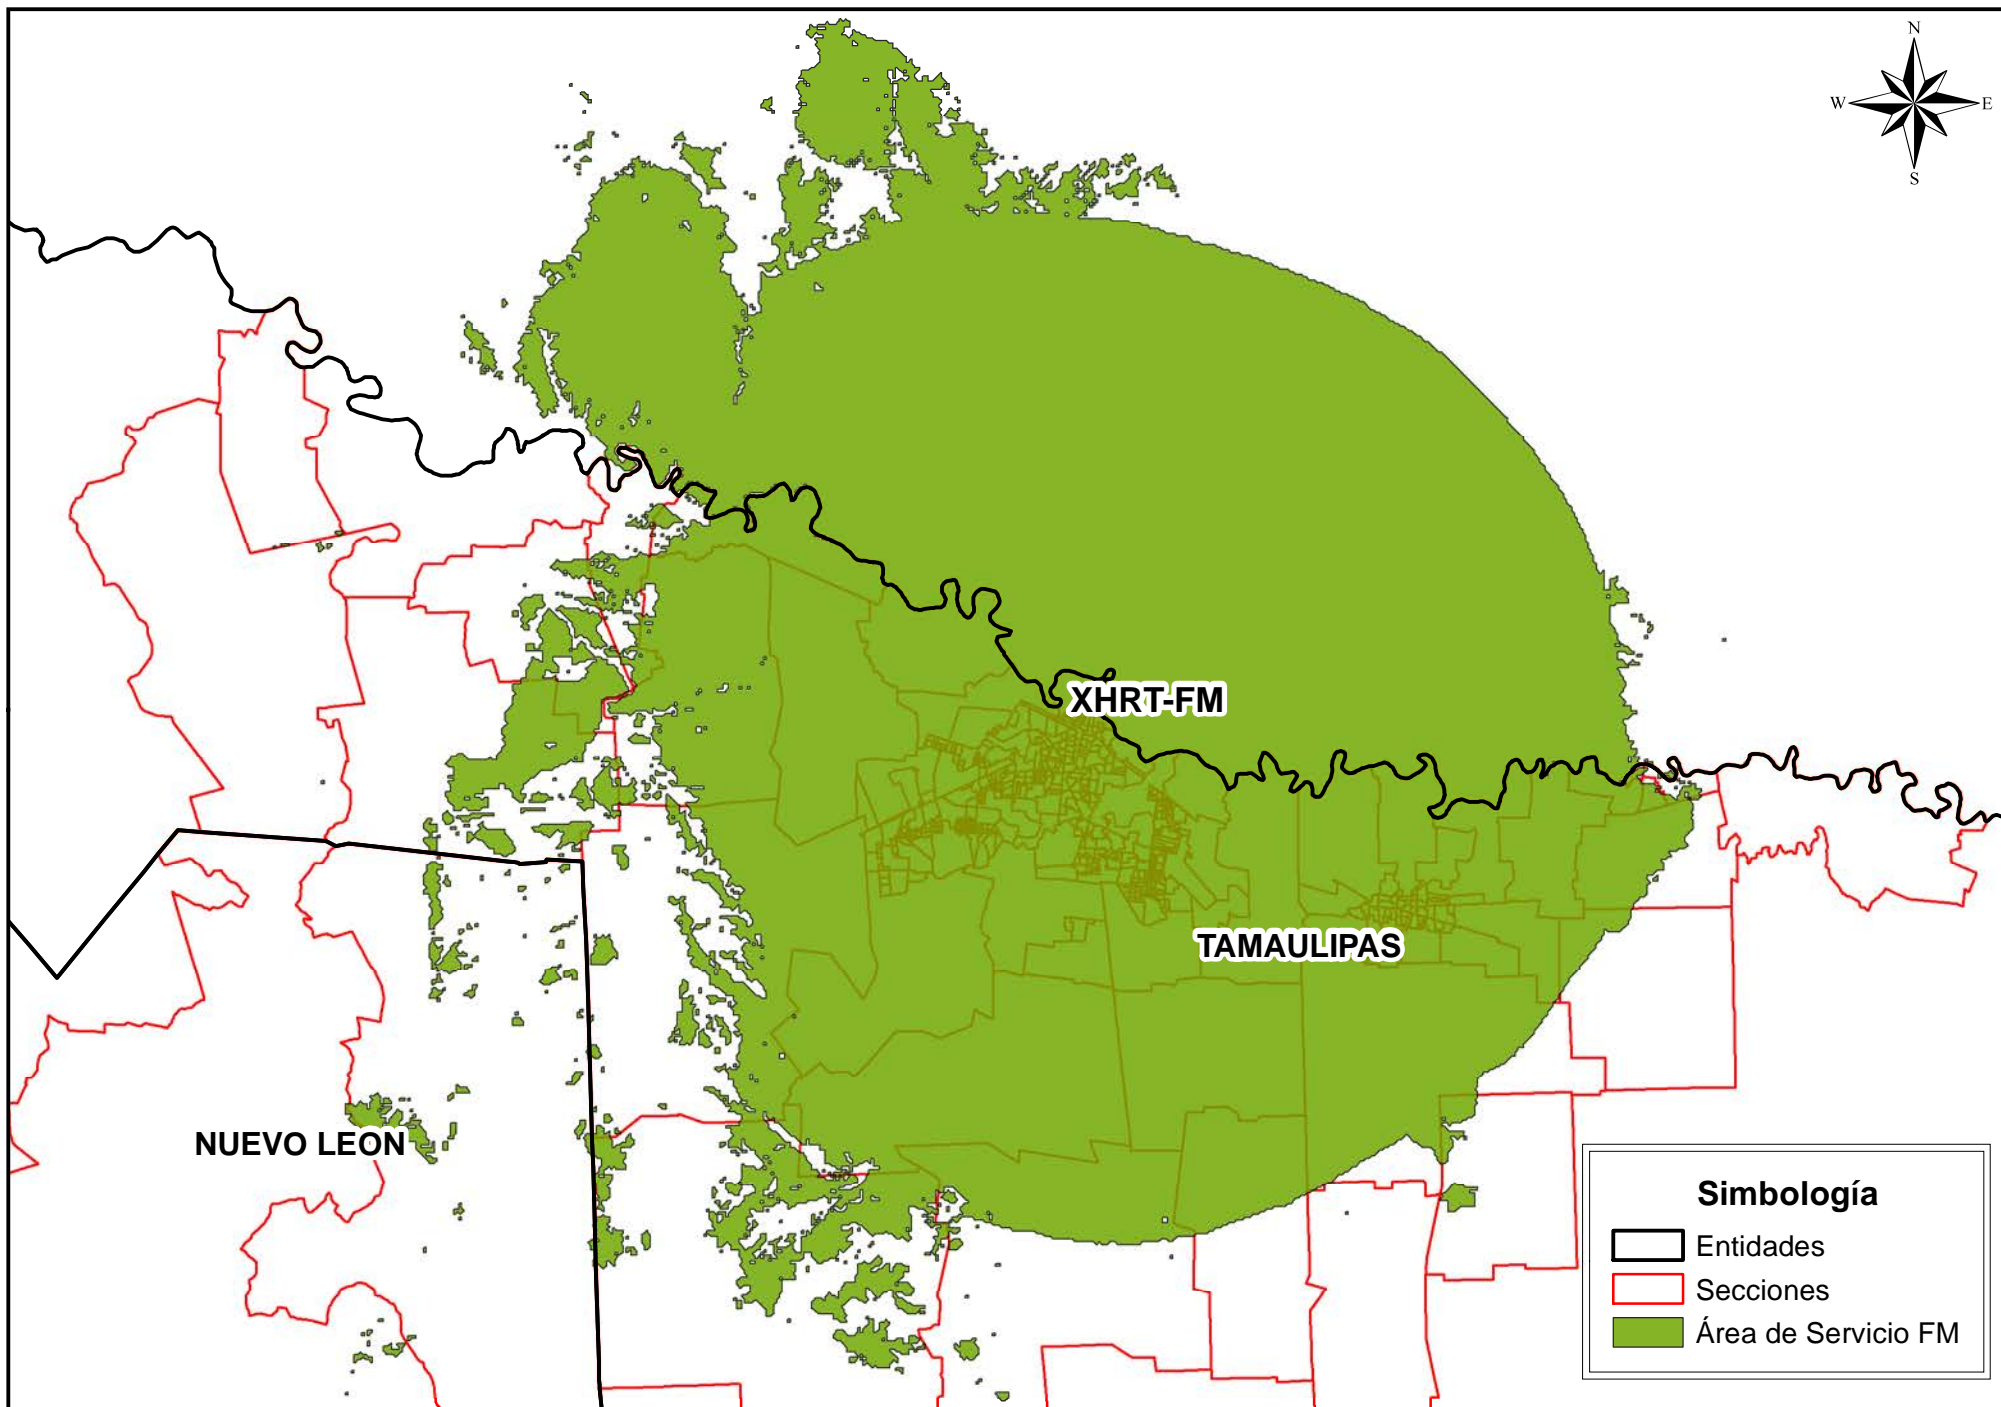 N
W E
S
XHRT-FM
TAMAULIPAS
NUEVO LEON
Simbología
Entidades
Secciones
Área de Servicio FM